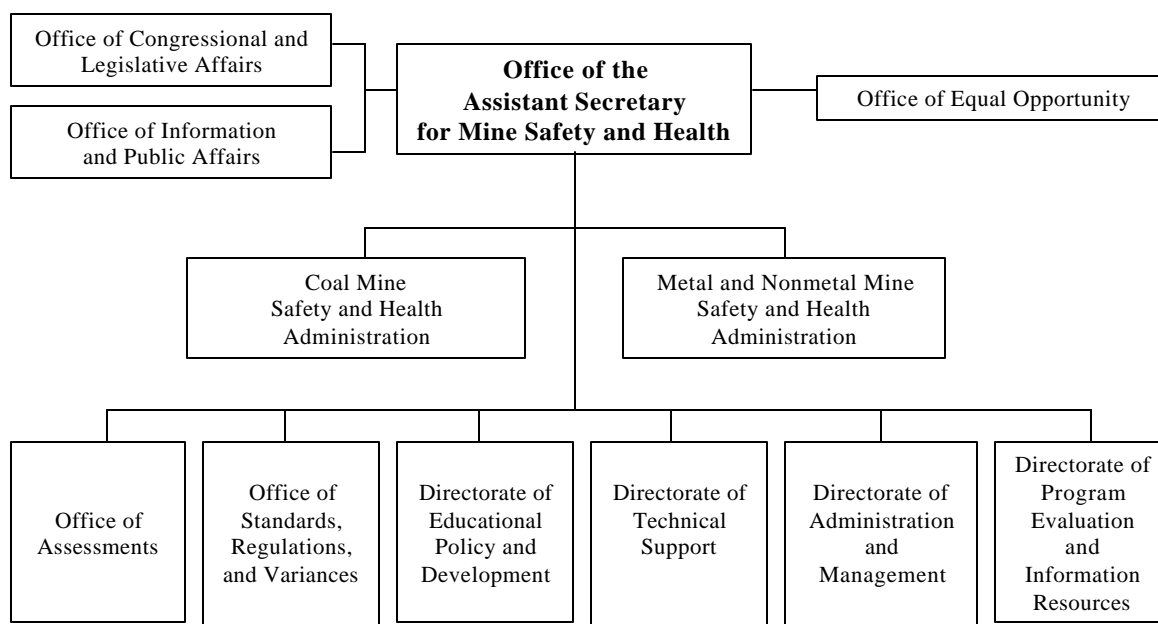 Office of Congressional and
Legislative Affairs
Office of the
Assistant Secretary
for Mine Safety and Health
Office of Equal Opportunity
Office of Information
and Public Affairs
Coal Mine
Safety and Health
Administration
Metal and Nonmetal Mine
Safety and Health
Administration
Office of
Assessments
Office of
Standards,
Regulations,
and Variances
Directorate of
Educational
Policy and
Development
Directorate of
Technical
Support
Directorate of
Administration
and
Management
Directorate of
Program
Evaluation
and
Information
Resources